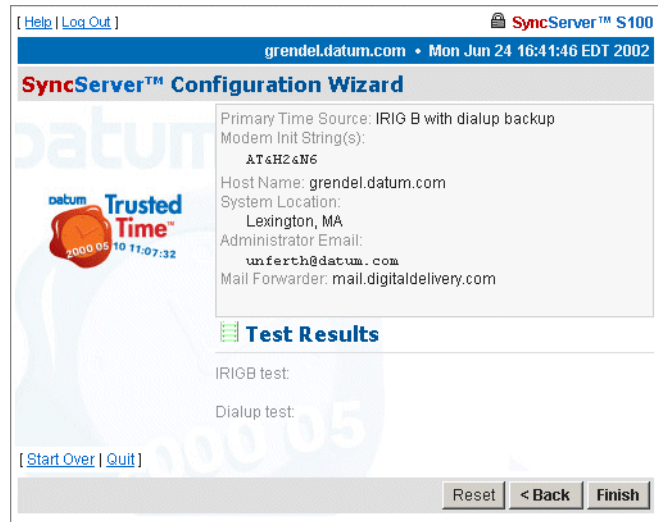 [ Help | Log Out ]
SyncServer™ S100
grendel.datum.com • Mon Jun 24 16:41:46 EDT 2002
SyncServer™ Configuration Wizard
Primary Time Source: IRIG B with dialup backup
Modem Init String(s):
AT&H2&N6
Host Name: grendel.datum.com
System Location:
Lexington, MA
Administrator Email:
unferth@datum.com
Mail Forwarder: mail.digitaldelivery.com
Datum
Datum Trusted
Time™
2000 05 10 11:07:32
Test Results
IRIGB test:
Dialup test:
2000 05
[ Start Over | Quit ]
Reset
< Back
Finish